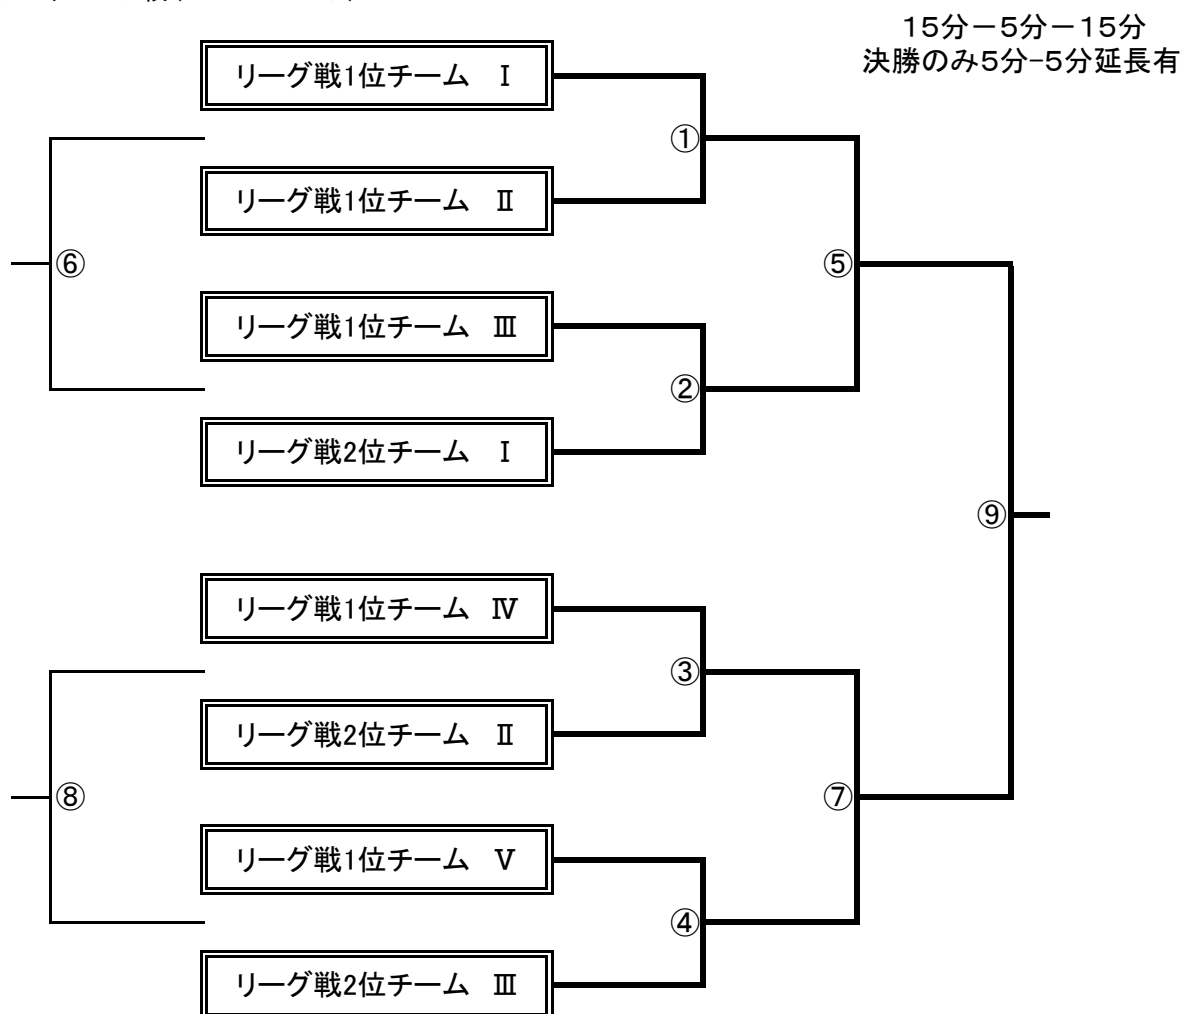 15分－5分－15分
決勝のみ5分-5分延長有
リーグ戦1位チーム Ⅰ
①
リーグ戦1位チーム Ⅱ
⑥
⑤
リーグ戦1位チーム Ⅲ
②
リーグ戦2位チーム Ⅰ
⑨
リーグ戦1位チーム Ⅳ
③
リーグ戦2位チーム Ⅱ
⑧
⑦
リーグ戦1位チーム Ⅴ
④
リーグ戦2位チーム Ⅲ